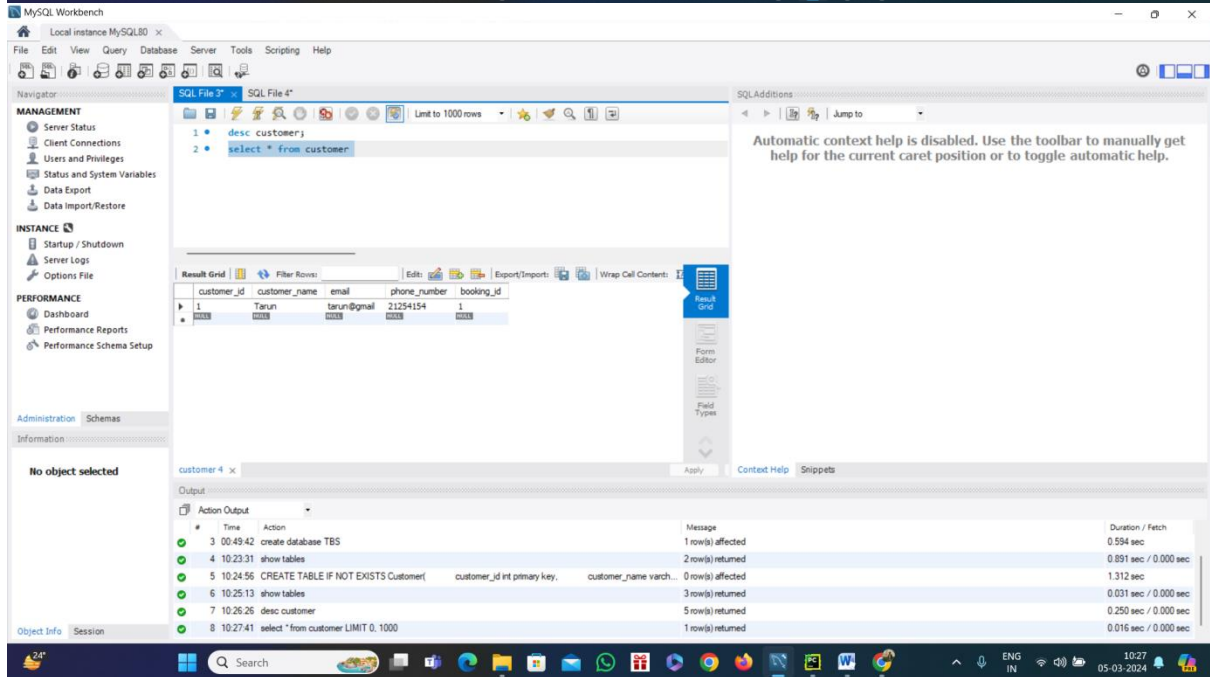 MySQL Workbench
Local instance MySQL80
File Edit View Query Database Server Tools Scripting Help
Navigator
MANAGEMENT
Server Status
Client Connections
Users and Privileges
Status and System Variables
Data Export
Data Import/Restore
INSTANCE
Startup / Shutdown
Server Logs
Options File
PERFORMANCE
Dashboard
Performance Reports
Performance Schema Setup
Administration Schemas
Information
No object selected
Object Info Session
SQL File 3* SQL File 4*
Limit to 1000 rows
1 desc customer;
2 select * from customer
Result Grid Filter Rows: Edit: Export/Import: Wrap Cell Content:
customer_id customer_name email phone_number booking_id
1 Tarun tarun@gmail 21254154 1
NULL NULL NULL NULL NULL
Result
Grid
Form
Editor
Field
Types
customer 4 Apply
SQLAdditions
Jump to
Automatic context help is disabled. Use the toolbar to manually get
help for the current caret position or to toggle automatic help.
Context Help Snippets
Output
Action Output
# Time Action Message Duration / Fetch
3 00:49:42 create database TBS 1 row(s) affected 0.594 sec
4 10:23:31 show tables 2 row(s) returned 0.891 sec / 0.000 sec
5 10:24:56 CREATE TABLE IF NOT EXISTS Customer( customer_id int primary key, customer_name varch... 0 row(s) affected 1.312 sec
6 10:25:13 show tables 3 row(s) returned 0.031 sec / 0.000 sec
7 10:26:26 desc customer 5 row(s) returned 0.250 sec / 0.000 sec
8 10:27:41 select * from customer LIMIT 0, 1000 1 row(s) returned 0.016 sec / 0.000 sec
24°
Search
ENG
IN
10:27
05-03-2024